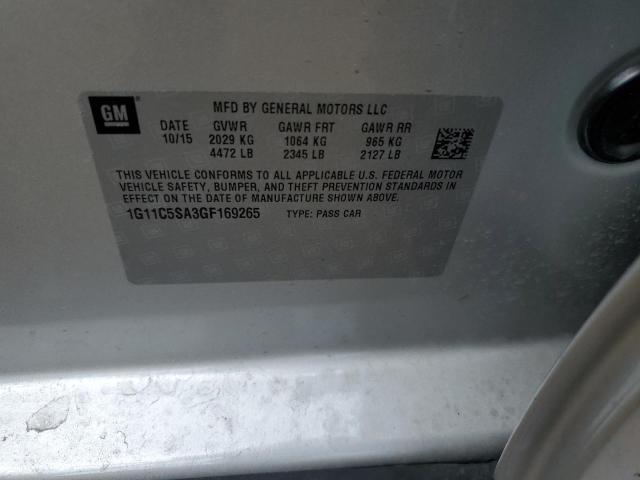 GM
MFD BY GENERAL MOTORS LLC
DATE GVWR GAWR FRT GAWR RR
10/15 2029 KG 1064 KG 965 KG
4472 LB 2345 LB 2127 LB
THIS VEHICLE CONFORMS TO ALL APPLICABLE U.S. FEDERAL MOTOR
VEHICLE SAFETY, BUMPER, AND THEFT PREVENTION STANDARDS IN
EFFECT ON THE DATE OF MANUFACTURE SHOWN ABOVE.
1G11C5SA3GF169265 TYPE: PASS CAR